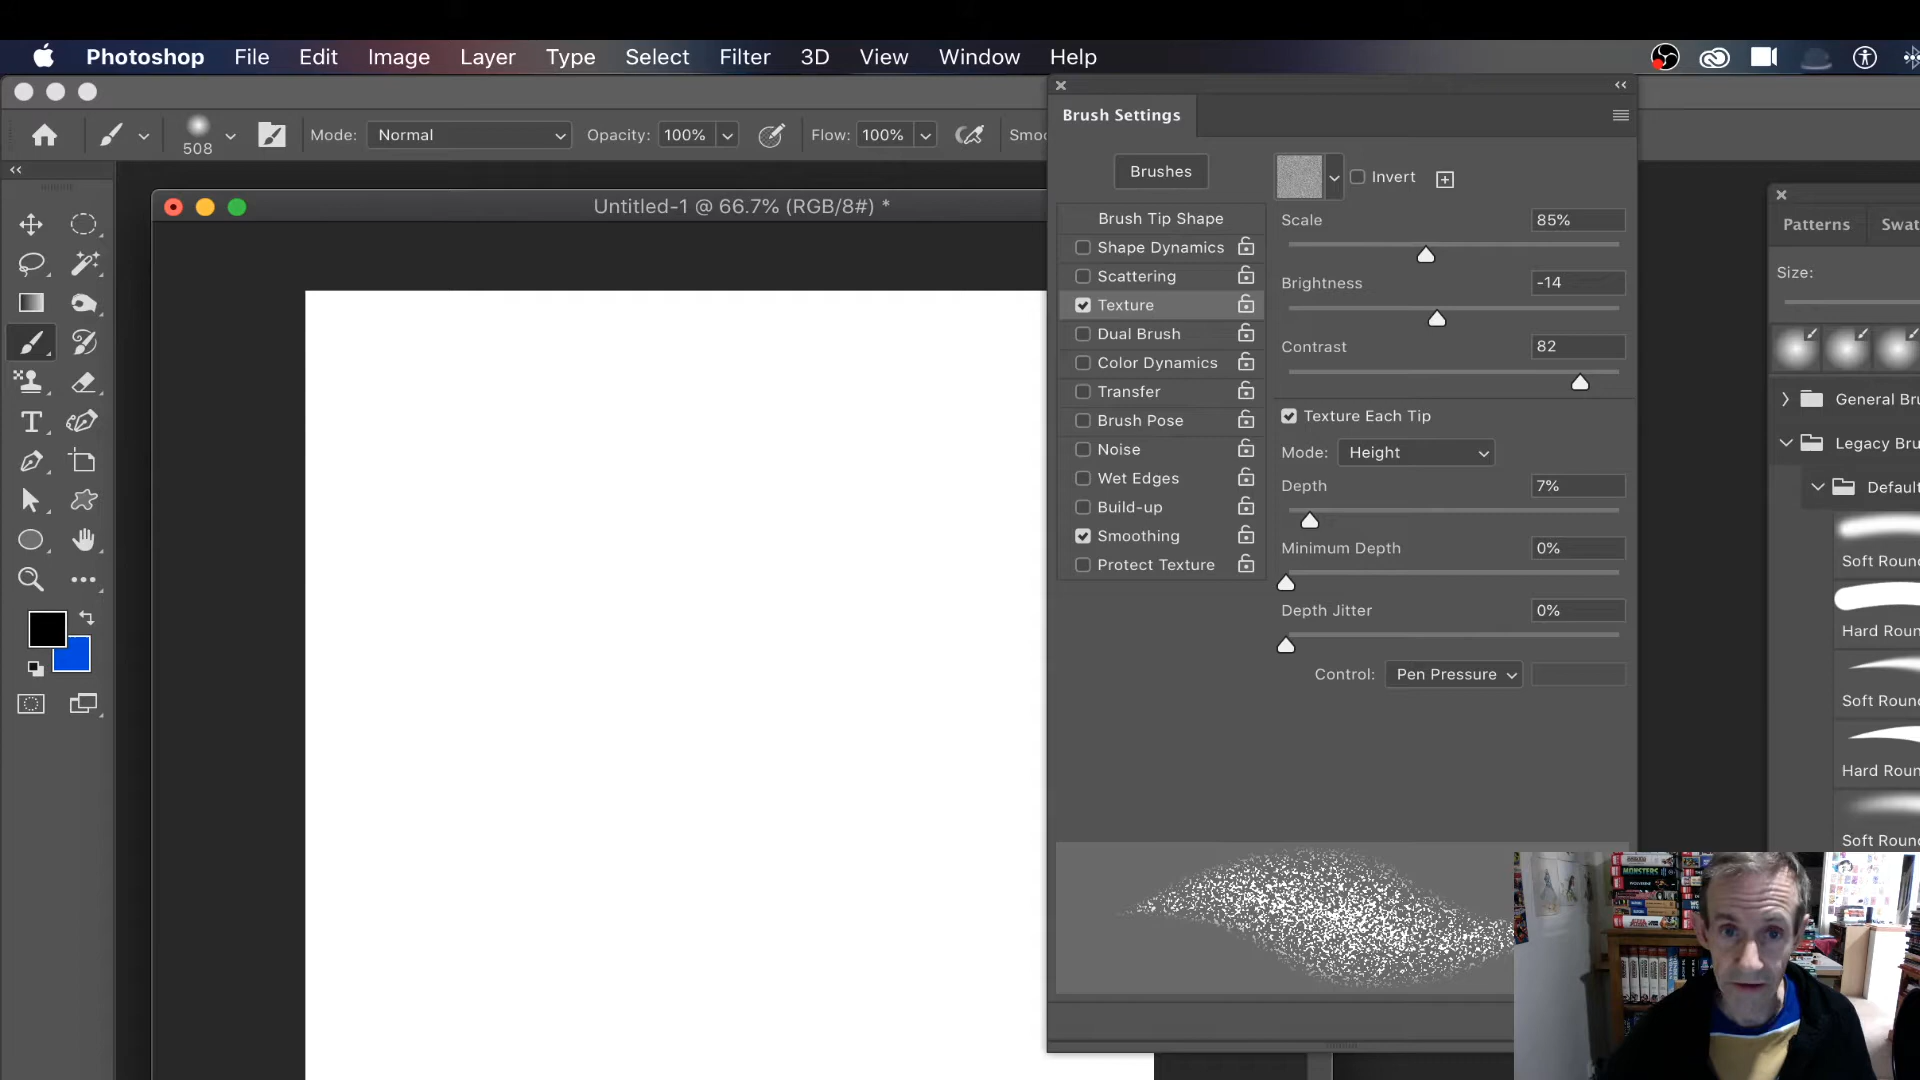 Photoshop File Edit Image Layer Type Select Filter 3D View Window Help
Brush Settings
508 Mode: Normal Opacity: 100% Flow: 100% Smoo
Brushes
Invert
Untitled-1 @ 66.7% (RGB/8#) *
Brush Tip Shape
Shape Dynamics
Scattering
Texture
Dual Brush
Color Dynamics
Transfer
Brush Pose
Noise
Wet Edges
Build-up
Smoothing
Protect Texture
Scale 85%
Brightness -14
Contrast 82
Texture Each Tip
Mode: Height
Depth 7%
Minimum Depth 0%
Depth Jitter 0%
Control: Pen Pressure
Patterns Swat
Size:
General Bru
Legacy Bru
Default
Soft Roun
Hard Roun
Soft Roun
Hard Roun
Soft Roun
MONSTERS
WOLVERINE